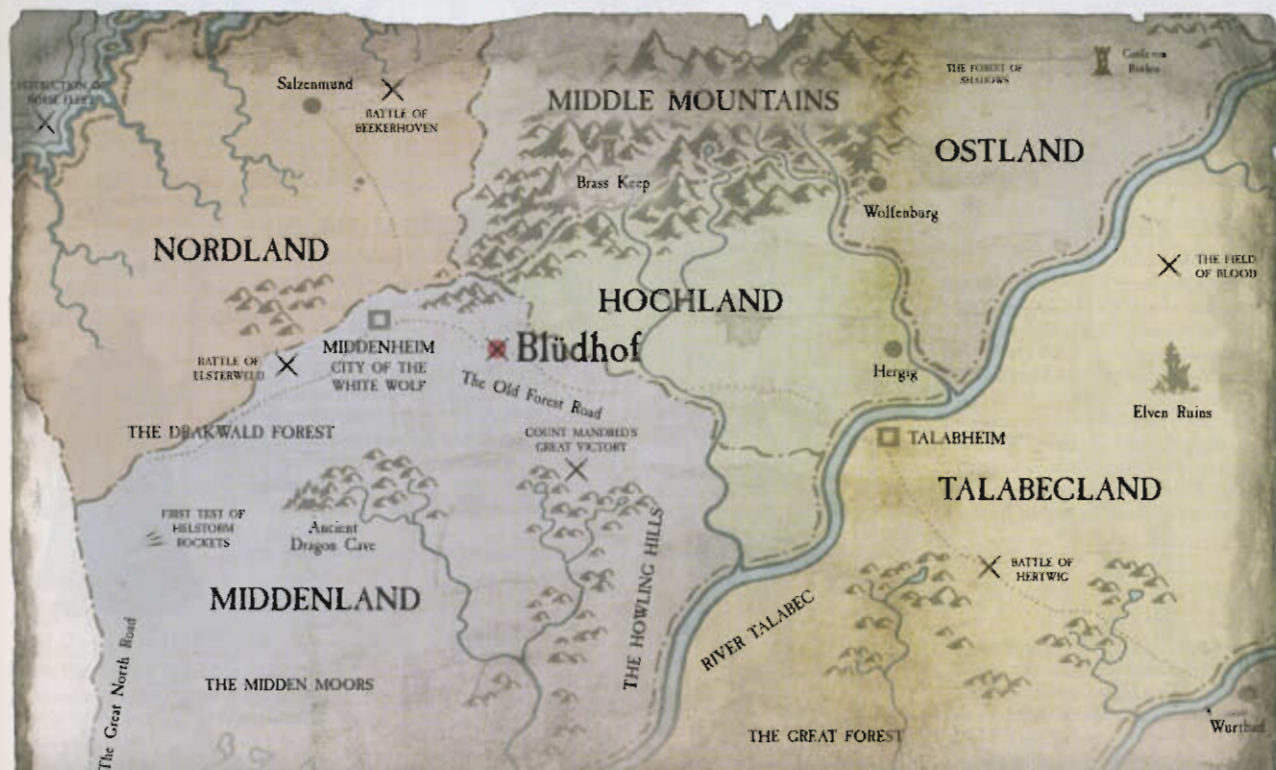 Salzenmund
BATTLE OF
BEEKERHOVEN
MIDDLE MOUNTAINS
THE FOREST OF
SHADOWS
OSTLAND
Brass Keep
Wolfenburg
NORDLAND
THE FIELD
OF BLOOD
HOCHLAND
MIDDENHEIM
CITY OF THE
WHITE WOLF
Blüdhof
BATTLE OF
ELSTERWELD
The Old Forest Road
Hergig
Elven Ruins
THE DRAKWALD FOREST
COUNT MANDRED'S
GREAT VICTORY
TALABHEIM
TALABECLAND
FIRST TEST OF
HELSTORM
ROCKETS
Ancient
Dragon Cave
BATTLE OF
HERTWIG
MIDDENLAND
THE HOWLING HILLS
RIVER TALABEC
The Great North Road
THE MIDDEN MOORS
THE GREAT FOREST